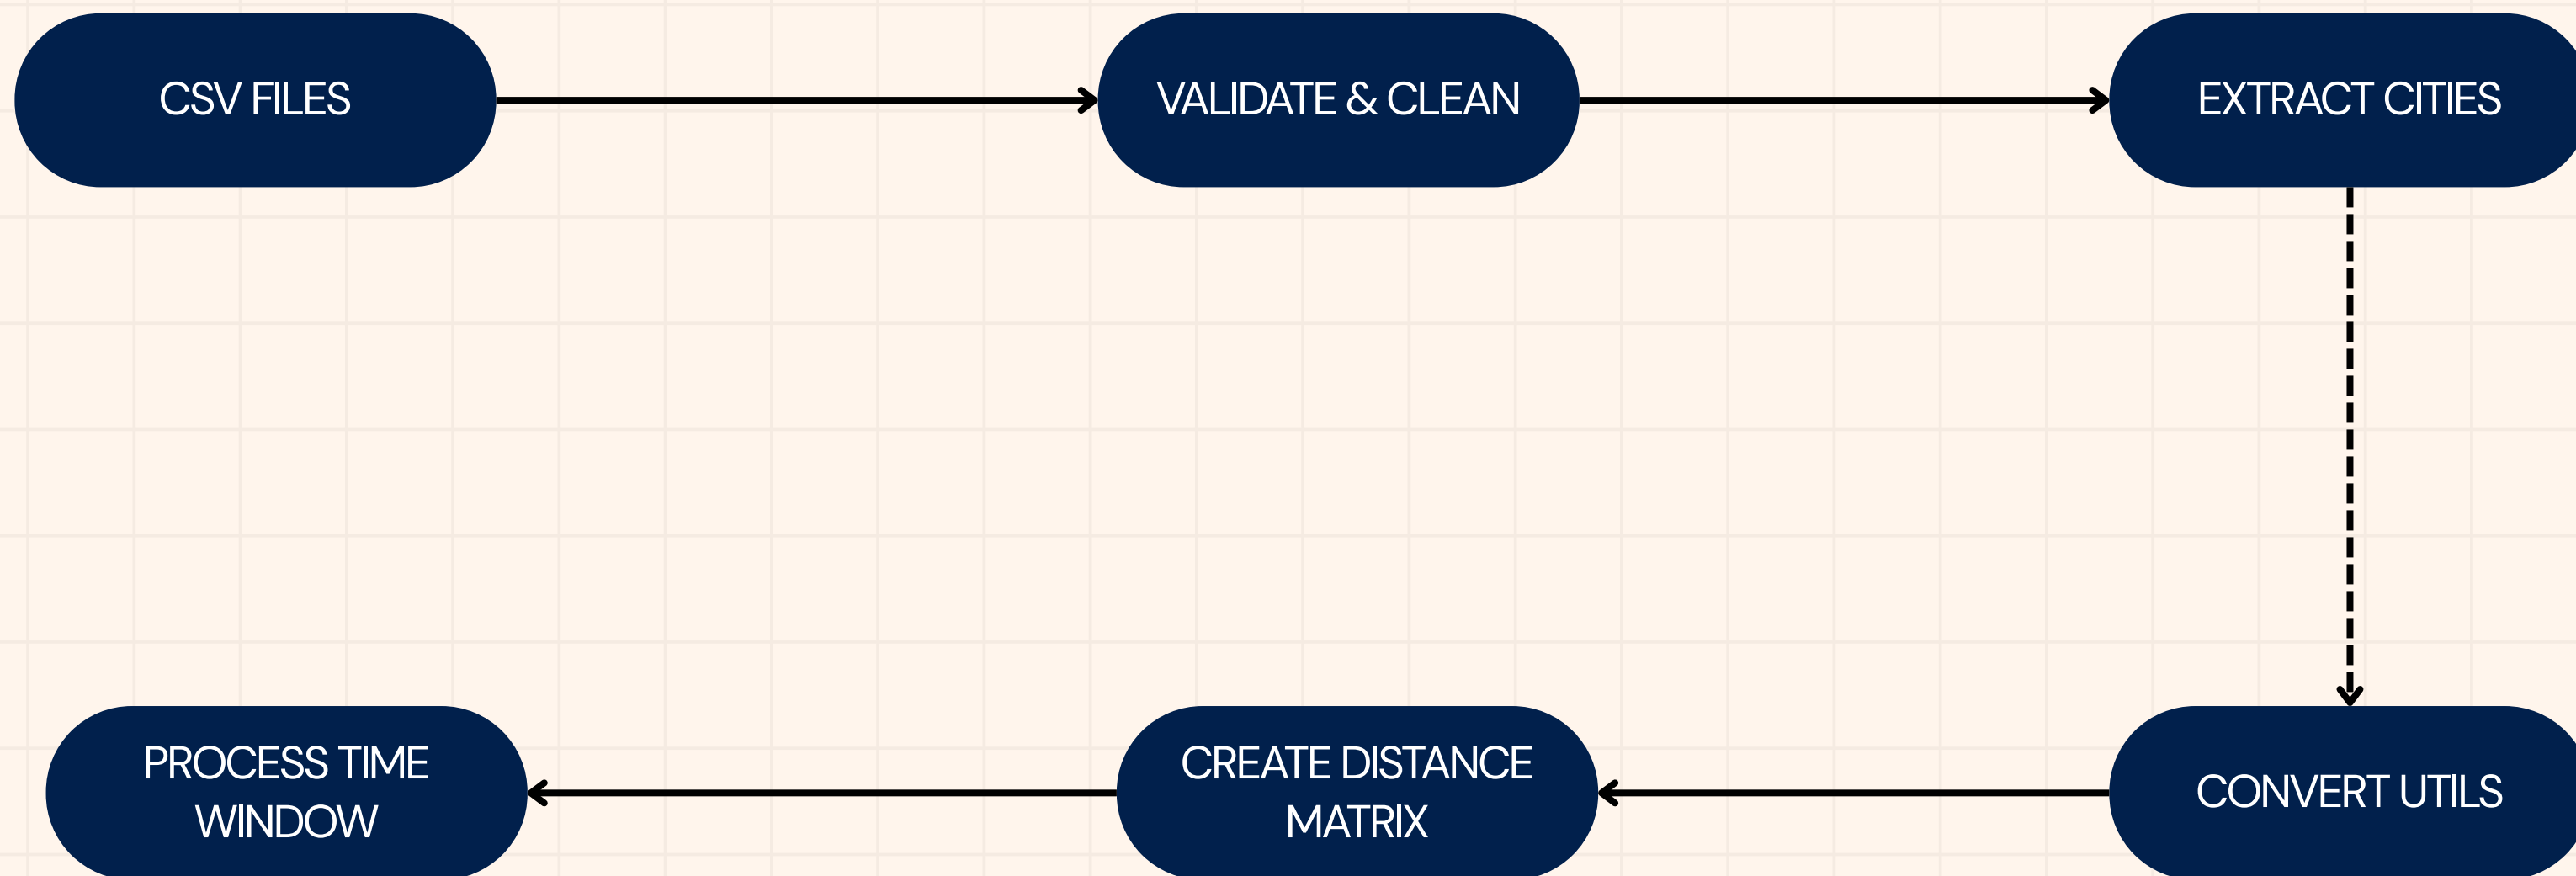 CSV FILES
VALIDATE & CLEAN
EXTRACT CITIES
PROCESS TIME
WINDOW
CREATE DISTANCE
MATRIX
CONVERT UTILS